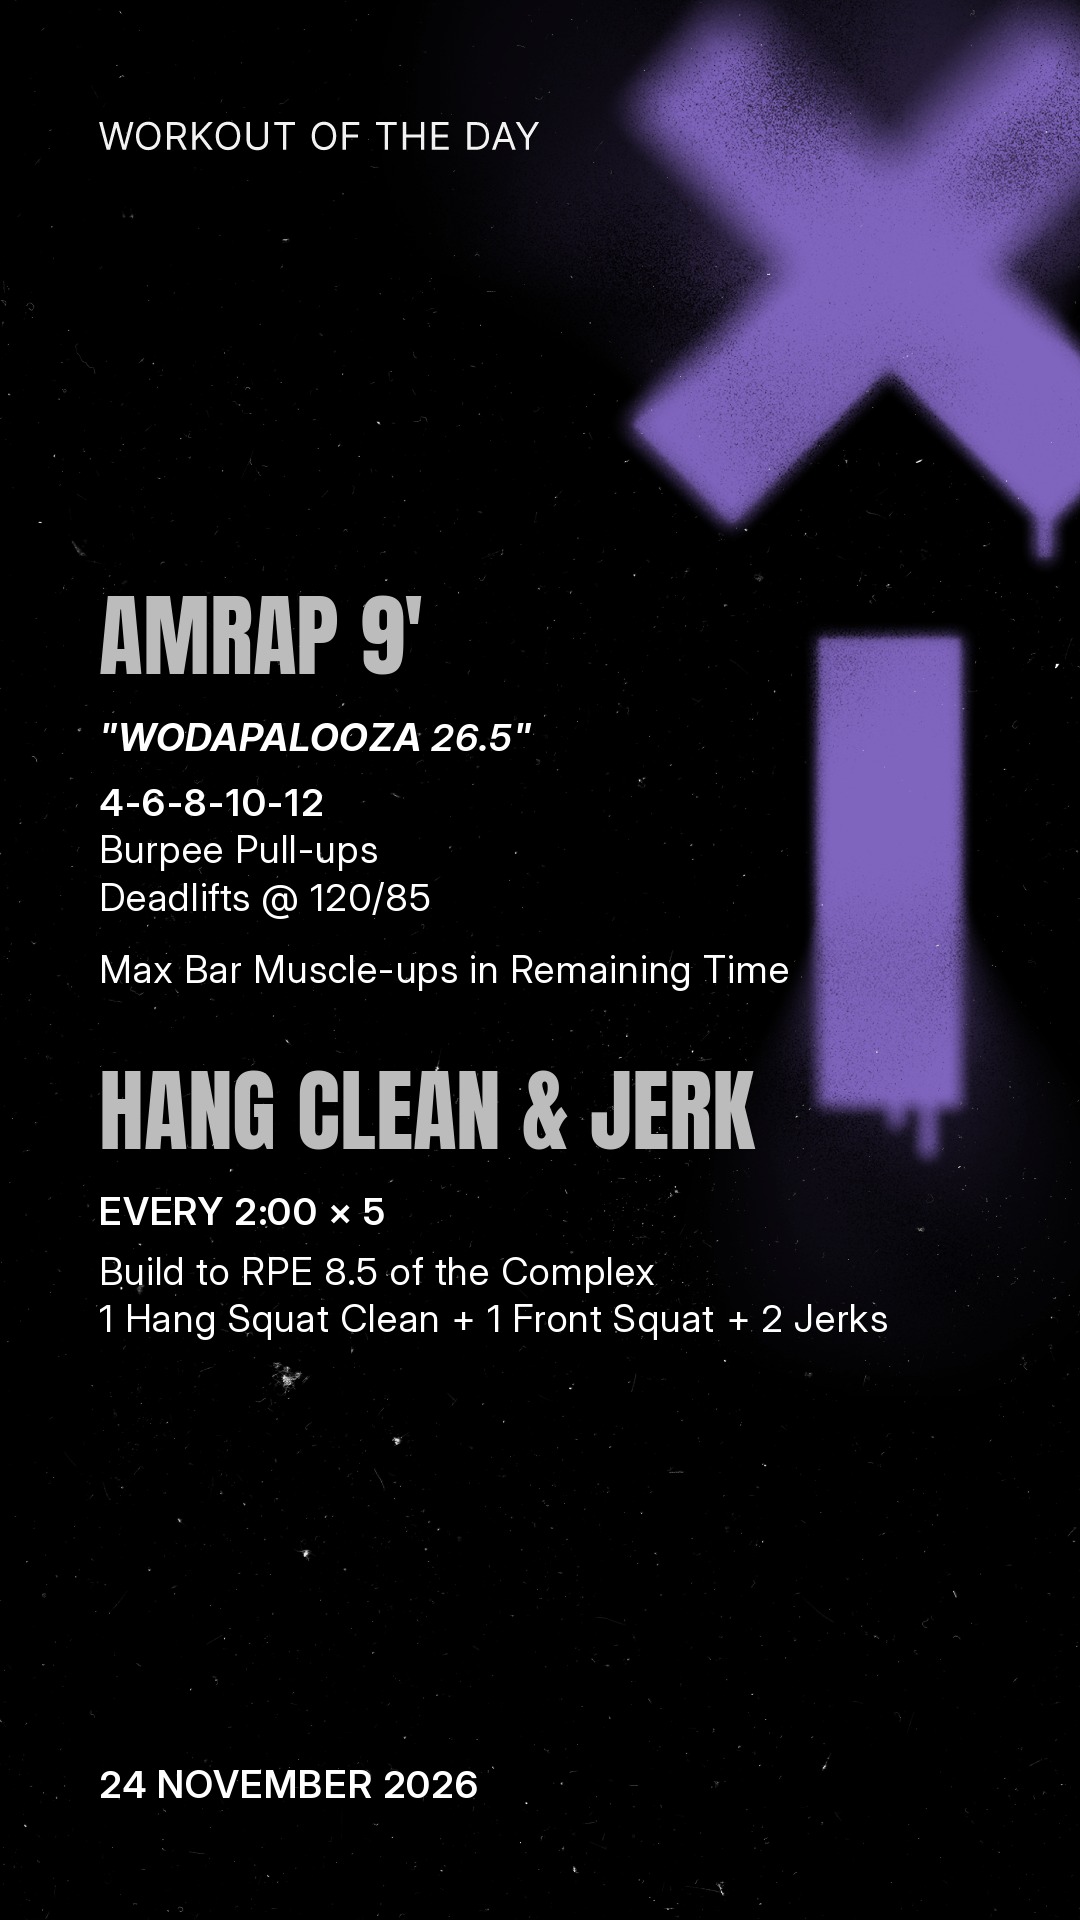 WORKOUT OF THE DAY
AMRAP 9'
"WODAPALOOZA 26.5"
4-6-8-10-12
Burpee Pull-ups
Deadlifts @ 120/85
Max Bar Muscle-ups in Remaining Time
HANG CLEAN & JERK
EVERY 2:00 × 5
Build to RPE 8.5 of the Complex
1 Hang Squat Clean + 1 Front Squat + 2 Jerks
24 NOVEMBER 2026